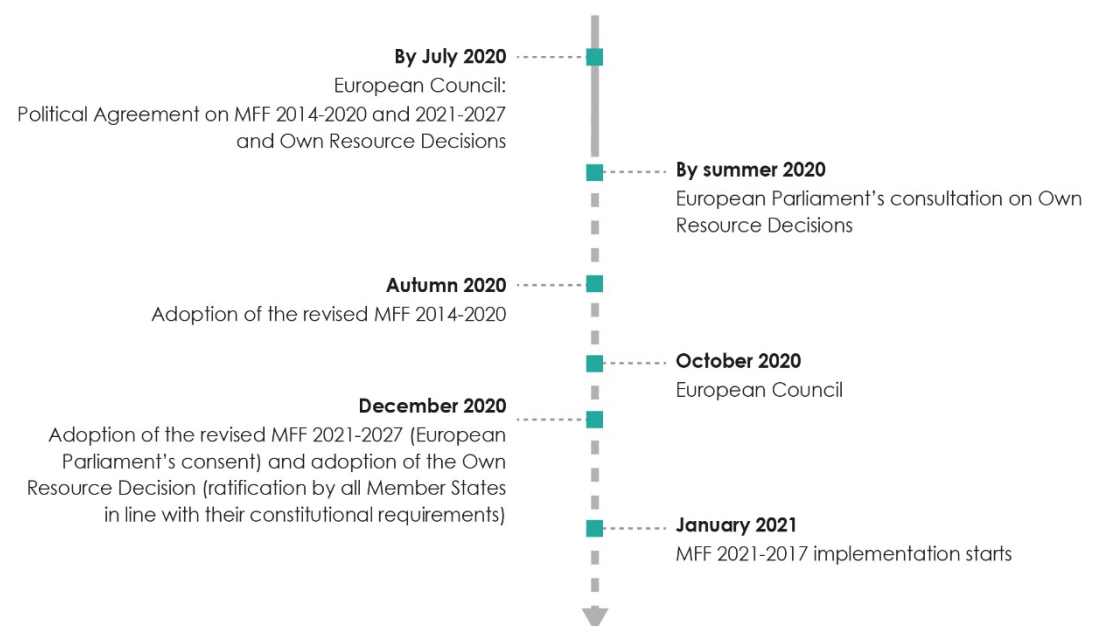 By July 2020
European Council:
Political Agreement on MFF 2014-2020 and 2021-2027
and Own Resource Decisions
By summer 2020
European Parliament’s consultation on Own
Resource Decisions
Autumn 2020
Adoption of the revised MFF 2014-2020
October 2020
European Council
December 2020
Adoption of the revised MFF 2021-2027 (European
Parliament’s consent) and adoption of the Own
Resource Decision (ratification by all Member States
in line with their constitutional requirements)
January 2021
MFF 2021-2017 implementation starts